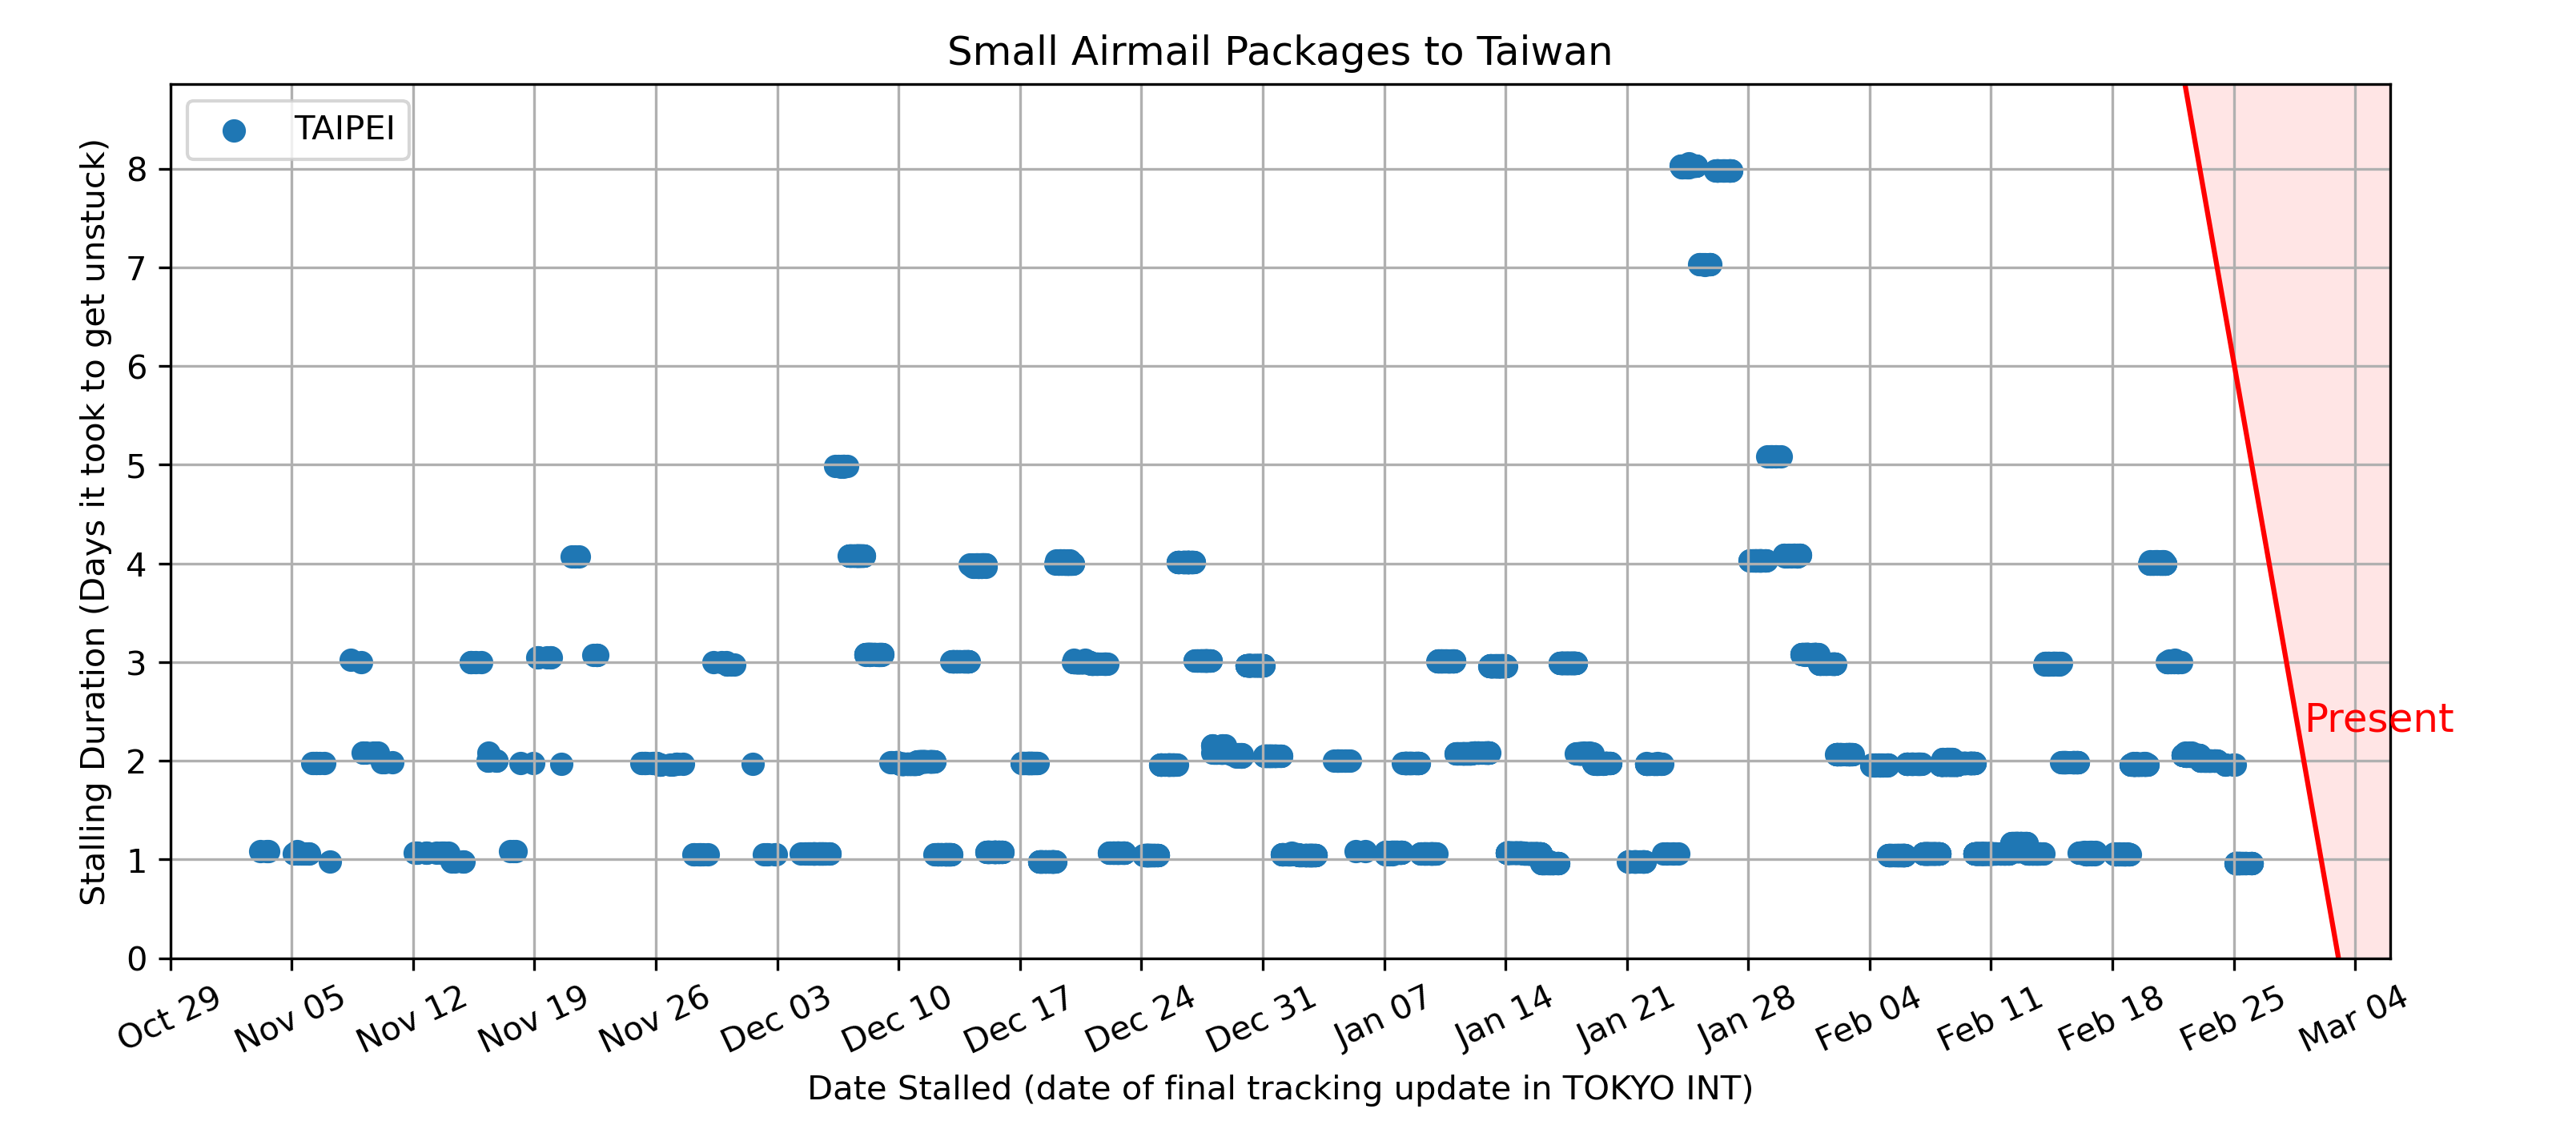 Small Airmail Packages to Taiwan
TAIPEI
Stalling Duration (Days it took to get unstuck)
8
7
6
5
4
3
2
1
0
Present
Oct 29
Nov 05
Nov 12
Nov 19
Nov 26
Dec 03
Dec 10
Dec 17
Dec 24
Dec 31
Jan 07
Jan 14
Jan 21
Jan 28
Feb 04
Feb 11
Feb 18
Feb 25
Mar 04
Date Stalled (date of final tracking update in TOKYO INT)